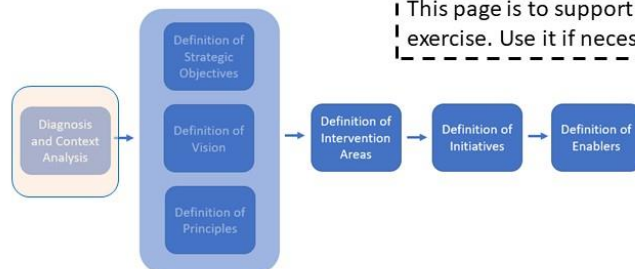 This page is to support
exercise. Use it if neces
Definition of
Strategic
Objectives
Diagnosis
and Context
Analysis
Definition of
Vision
Definition of
Principles
Definition of
Intervention
Areas
Definition of
Initiatives
Definition of
Enablers